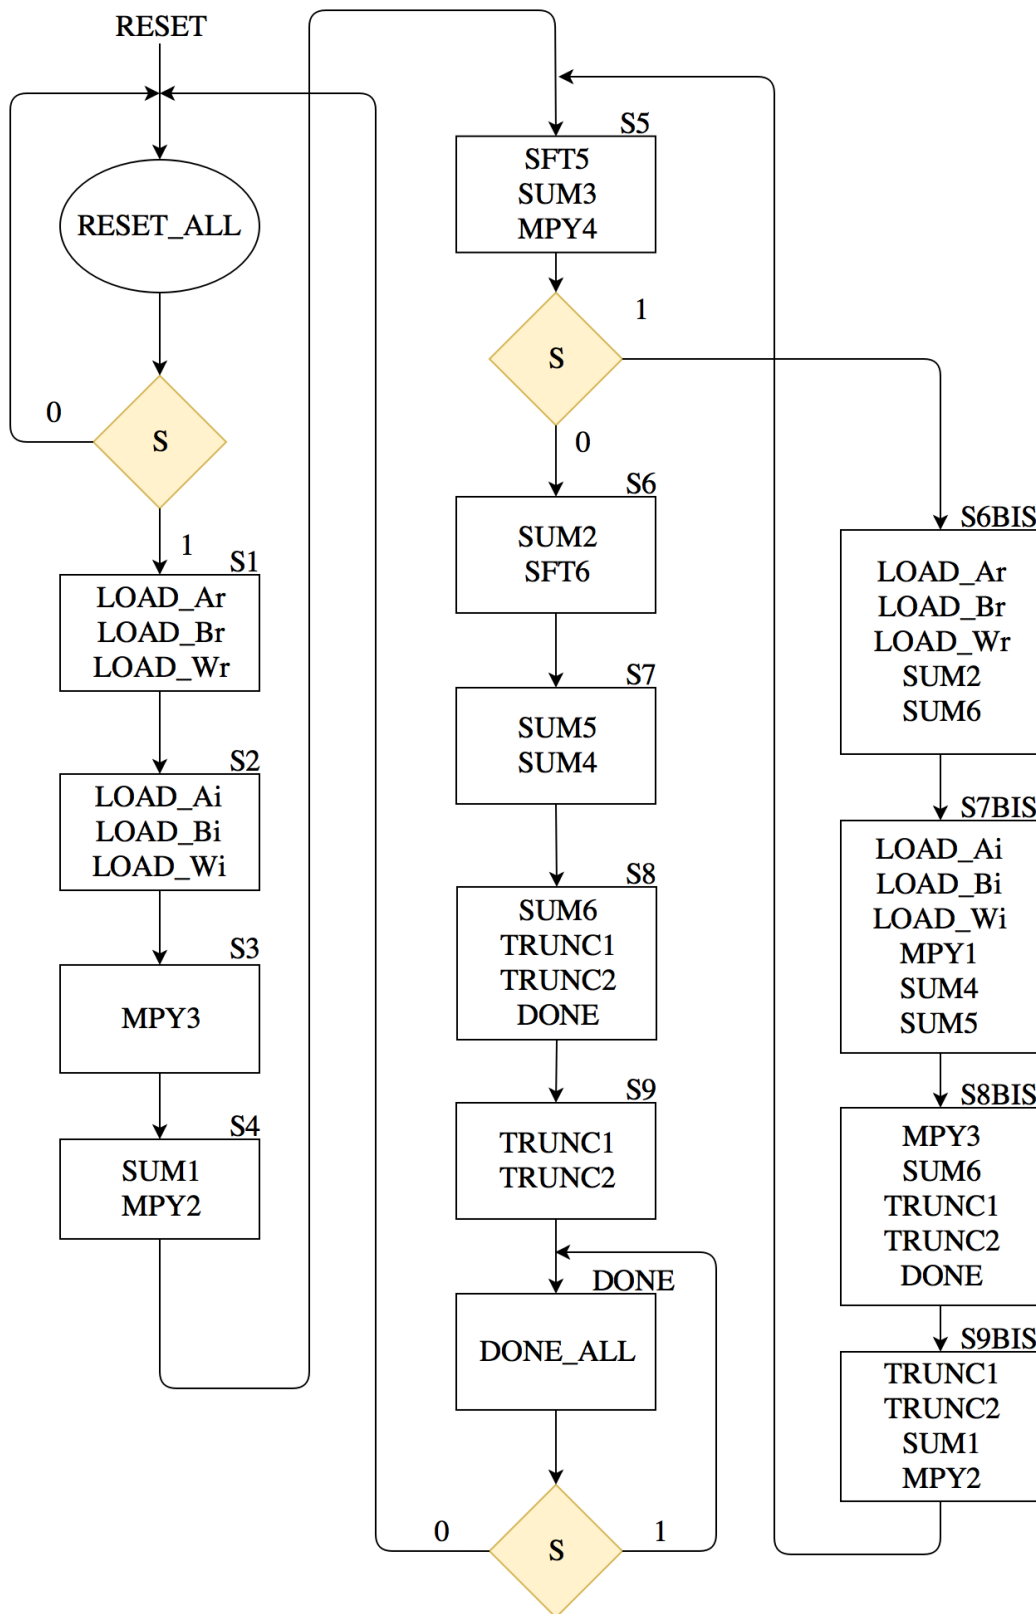 RESET
RESET_ALL
S
0
1
S1
LOAD_Ar
LOAD_Br
LOAD_Wr
S2
LOAD_Ai
LOAD_Bi
LOAD_Wi
S3
MPY3
S4
SUM1
MPY2
S5
SFT5
SUM3
MPY4
S
1
0
S6
SUM2
SFT6
S7
SUM5
SUM4
S8
SUM6
TRUNC1
TRUNC2
DONE
S9
TRUNC1
TRUNC2
DONE
DONE_ALL
S
0
1
S6BIS
LOAD_Ar
LOAD_Br
LOAD_Wr
SUM2
SUM6
S7BIS
LOAD_Ai
LOAD_Bi
LOAD_Wi
MPY1
SUM4
SUM5
S8BIS
MPY3
SUM6
TRUNC1
TRUNC2
DONE
S9BIS
TRUNC1
TRUNC2
SUM1
MPY2